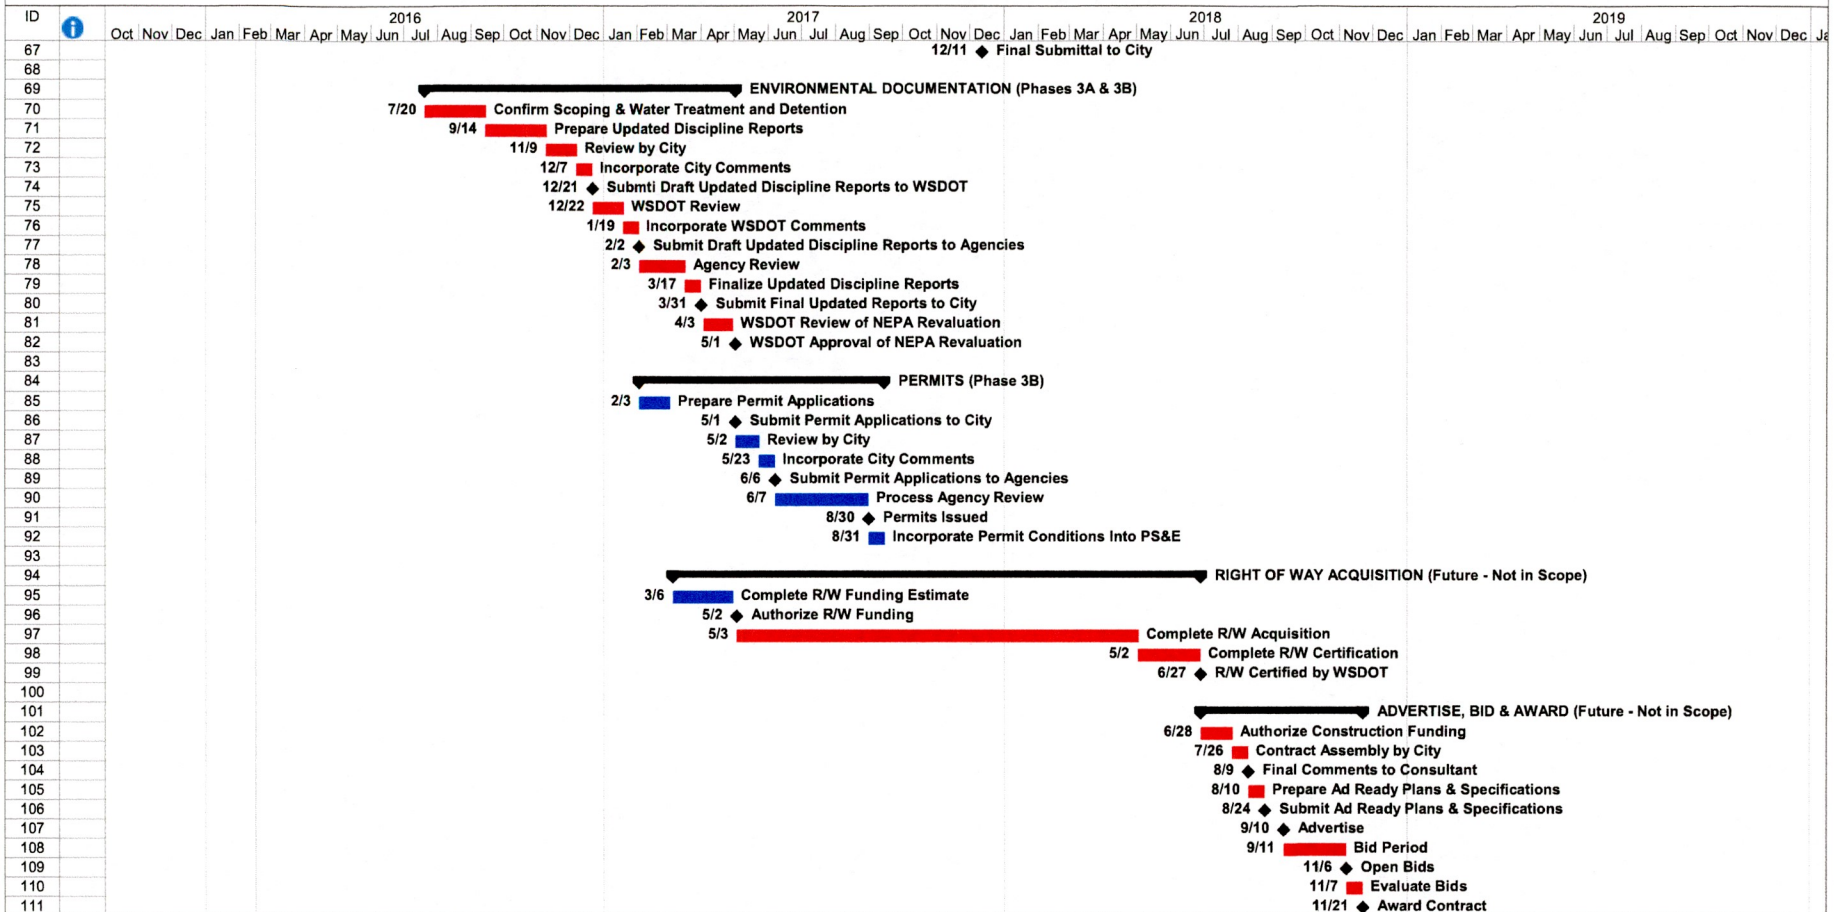 ID 2016 2017 2018 2019
Oct Nov Dec Jan Feb Mar Apr May Jun Jul Aug Sep Oct Nov Dec Jan Feb Mar Apr May Jun Jul Aug Sep Oct Nov Dec Jan Feb Mar Apr May Jun Jul Aug Sep Oct Nov Dec Jan Feb Mar Apr May Jun Jul Aug Sep Oct Nov Dec
67 12/11 Final Submittal to City
68
69 ENVIRONMENTAL DOCUMENTATION (Phases 3A & 3B)
70 7/20 Confirm Scoping & Water Treatment and Detention
71 9/14 Prepare Updated Discipline Reports
72 11/9 Review by City
73 12/7 Incorporate City Comments
74 12/21 Submti Draft Updated Discipline Reports to WSDOT
75 12/22 WSDOT Review
76 1/19 Incorporate WSDOT Comments
77 2/2 Submit Draft Updated Discipline Reports to Agencies
78 2/3 Agency Review
79 3/17 Finalize Updated Discipline Reports
80 3/31 Submit Final Updated Reports to City
81 4/3 WSDOT Review of NEPA Revaluation
82 5/1 WSDOT Approval of NEPA Revaluation
83
84 PERMITS (Phase 3B)
85 2/3 Prepare Permit Applications
86 5/1 Submit Permit Applications to City
87 5/2 Review by City
88 5/23 Incorporate City Comments
89 6/6 Submit Permit Applications to Agencies
90 6/7 Process Agency Review
91 8/30 Permits Issued
92 8/31 Incorporate Permit Conditions Into PS&E
93
94 RIGHT OF WAY ACQUISITION (Future - Not in Scope)
95 3/6 Complete R/W Funding Estimate
96 5/2 Authorize R/W Funding
97 5/3 Complete R/W Acquisition
98 5/2 Complete R/W Certification
99 6/27 R/W Certified by WSDOT
100
101 ADVERTISE, BID & AWARD (Future - Not in Scope)
102 6/28 Authorize Construction Funding
103 7/26 Contract Assembly by City
104 8/9 Final Comments to Consultant
105 8/10 Prepare Ad Ready Plans & Specifications
106 8/24 Submit Ad Ready Plans & Specifications
107 9/10 Advertise
108 9/11 Bid Period
109 11/6 Open Bids
110 11/7 Evaluate Bids
111 11/21 Award Contract